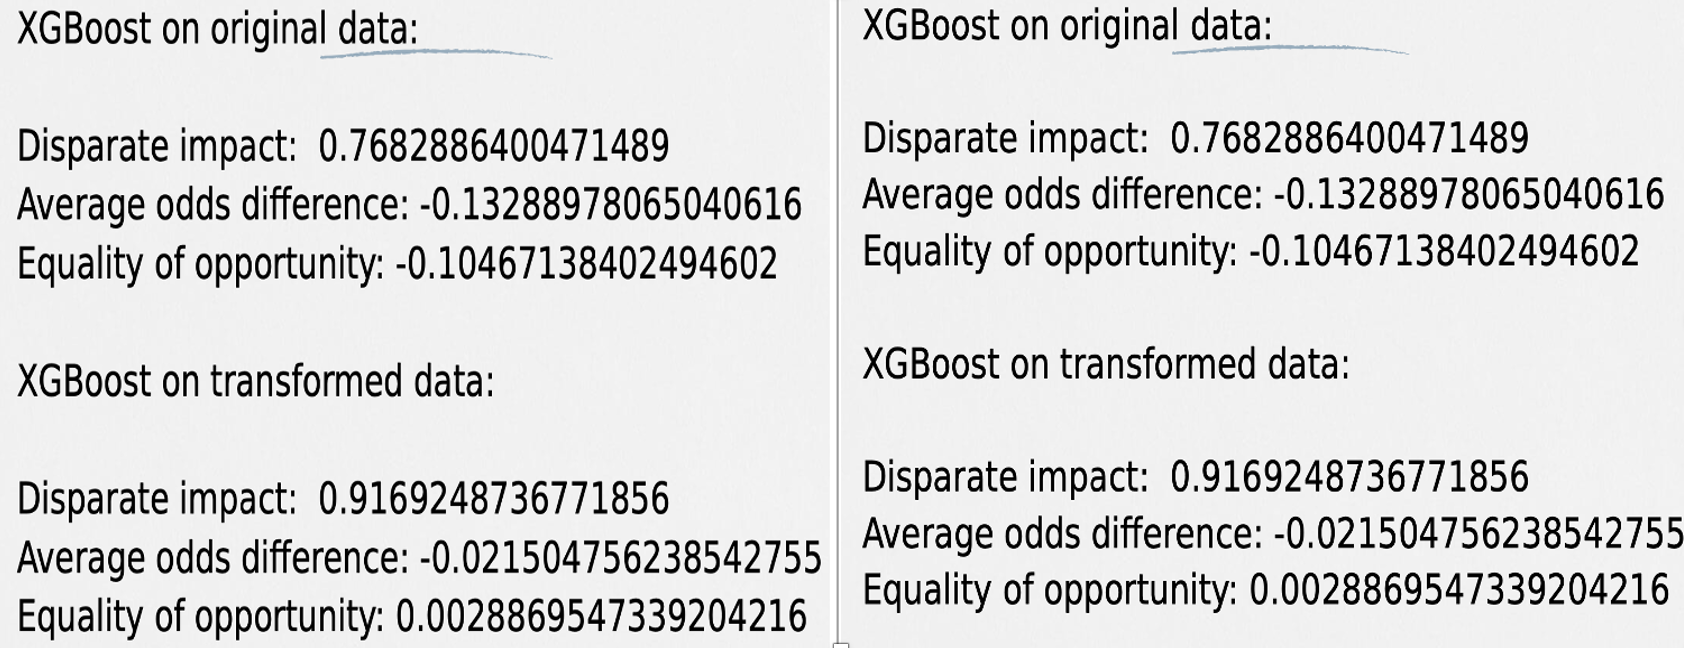 XGBoost on original data:
Disparate impact: 0.7682886400471489
Average odds difference: -0.13288978065040616
Equality of opportunity: -0.10467138402494602
XGBoost on transformed data:
Disparate impact: 0.9169248736771856
Average odds difference: -0.021504756238542755
Equality of opportunity: 0.0028869547339204216
XGBoost on original data:
Disparate impact: 0.7682886400471489
Average odds difference: -0.13288978065040616
Equality of opportunity: -0.10467138402494602
XGBoost on transformed data:
Disparate impact: 0.9169248736771856
Average odds difference: -0.021504756238542755
Equality of opportunity: 0.0028869547339204216